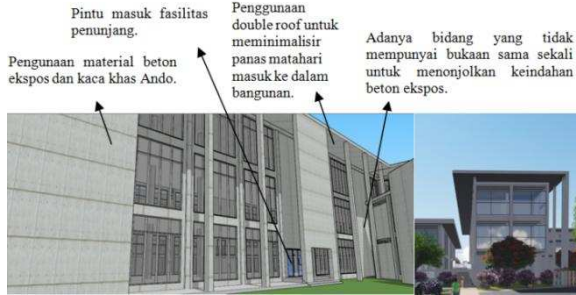 Pengunaan material beton
ekspos dan kaca khas Ando.
Pintu masuk fasilitas
penunjang.
Penggunaan
double roof untuk
meminimalisir
panas matahari
masuk ke dalam
bangunan.
Adanya bidang yang tidak
mempunyai bukaan sama sekali
untuk menonjolkan keindahan
beton ekspos.